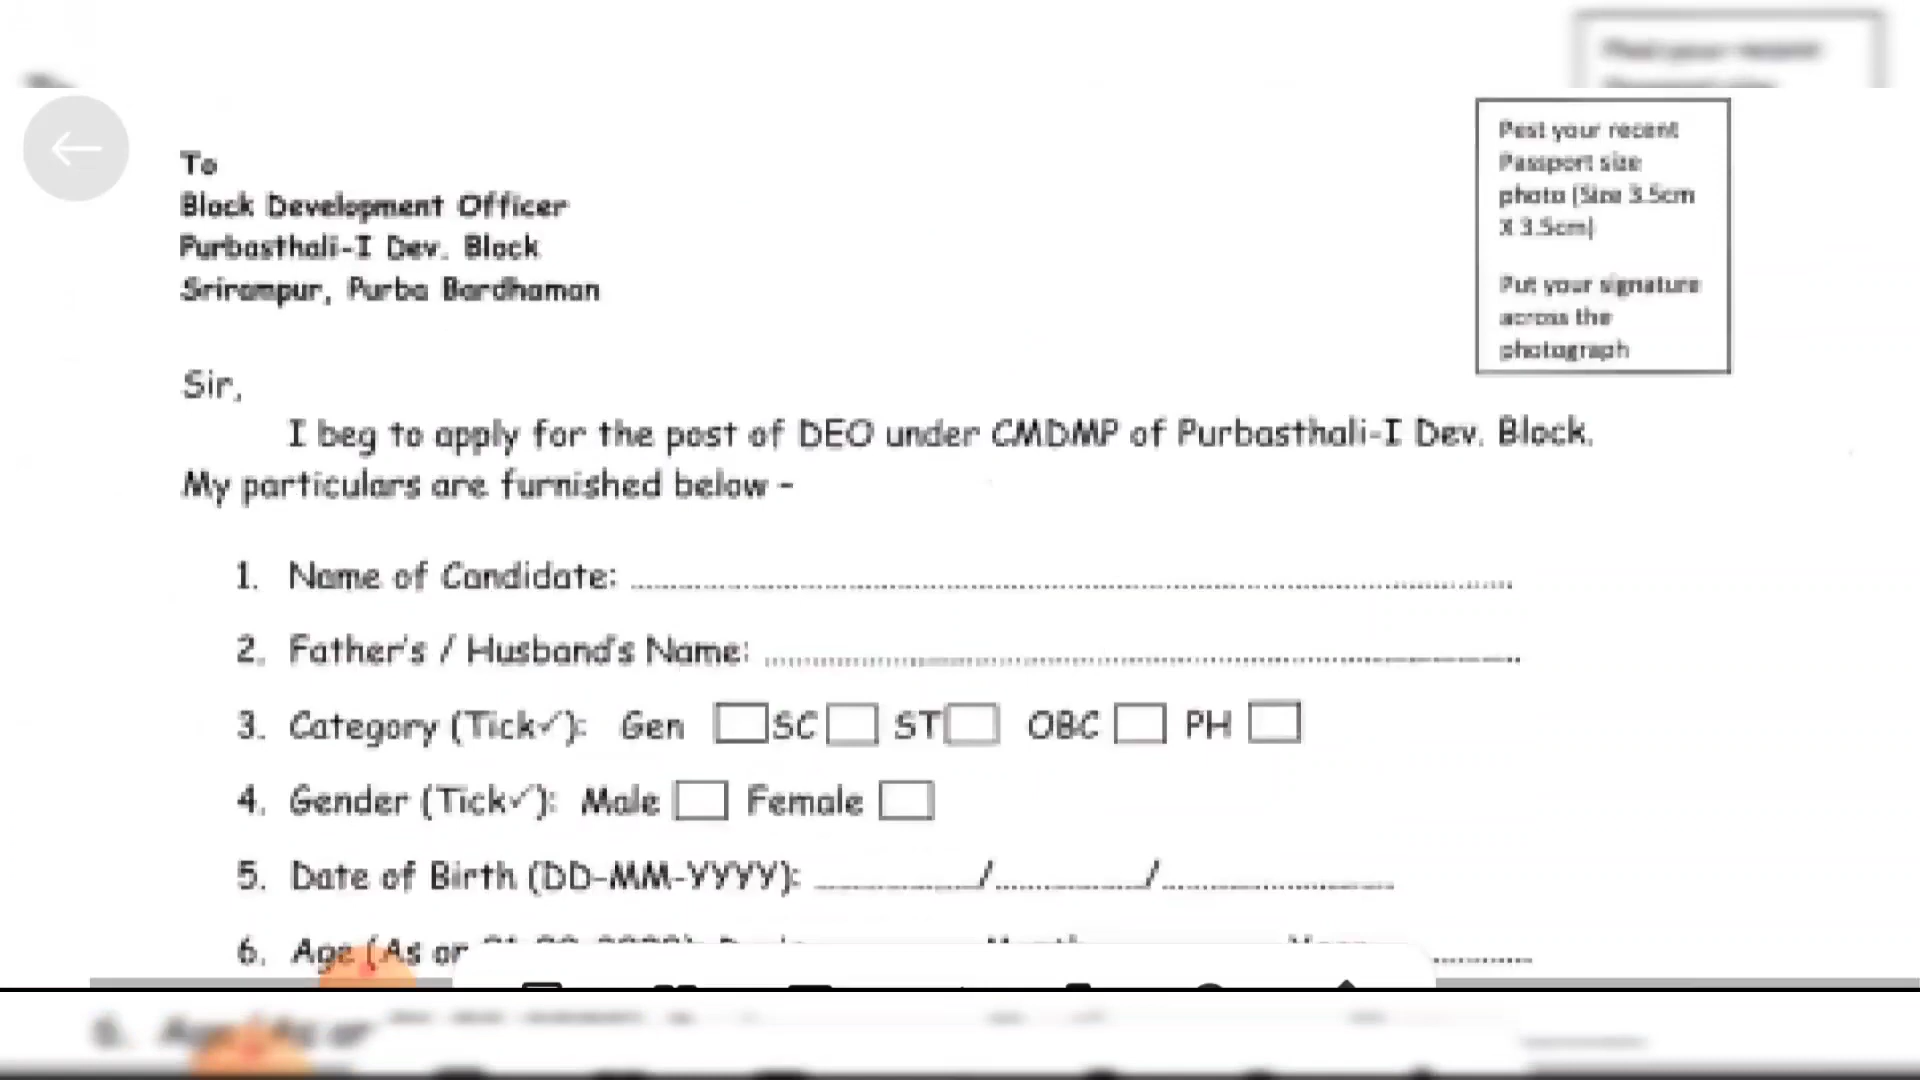 To
Block Development Officer
Purbasthali-I Dev. Block
Srirampur, Purba Bardhaman
Pest your recent
Passport size
photo (Size 3.5cm
X 3.5cm)
Put your signature
across the
photograph
Sir,
I beg to apply for the post of DEO under CMDMP of Purbasthali-I Dev. Block.
My particulars are furnished below -
1. Name of Candidate:
2. Father's / Husband's Name:
3. Category (Tick✓): Gen SC ST OBC PH
4. Gender (Tick✓): Male Female
5. Date of Birth (DD-MM-YYYY): / /
6. Age (As or